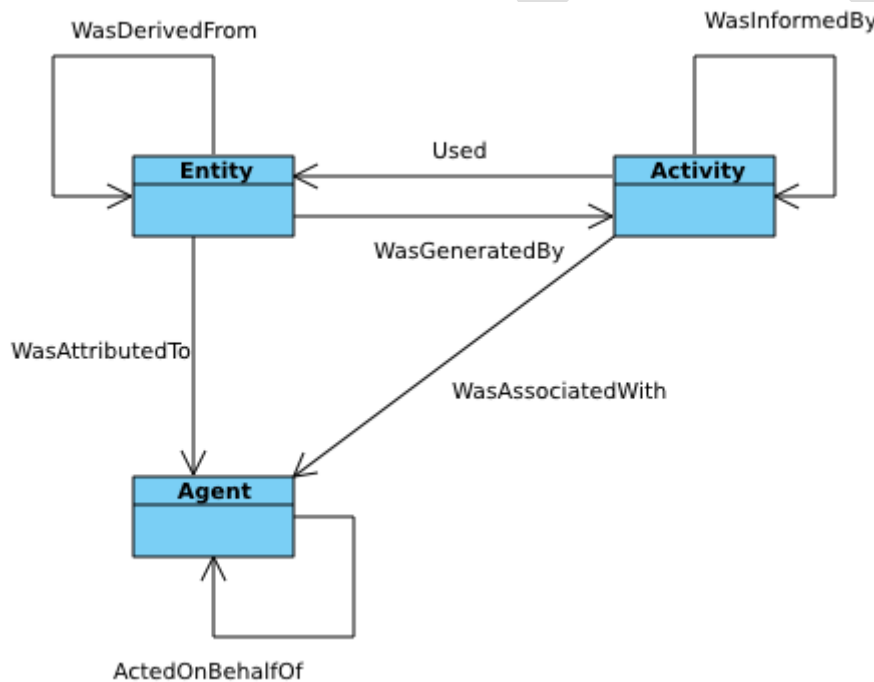 WasInformedBy
WasDerivedFrom
Used
Entity
Activity
WasGeneratedBy
WasAttributedTo
WasAssociatedWith
Agent
ActedOnBehalfOf